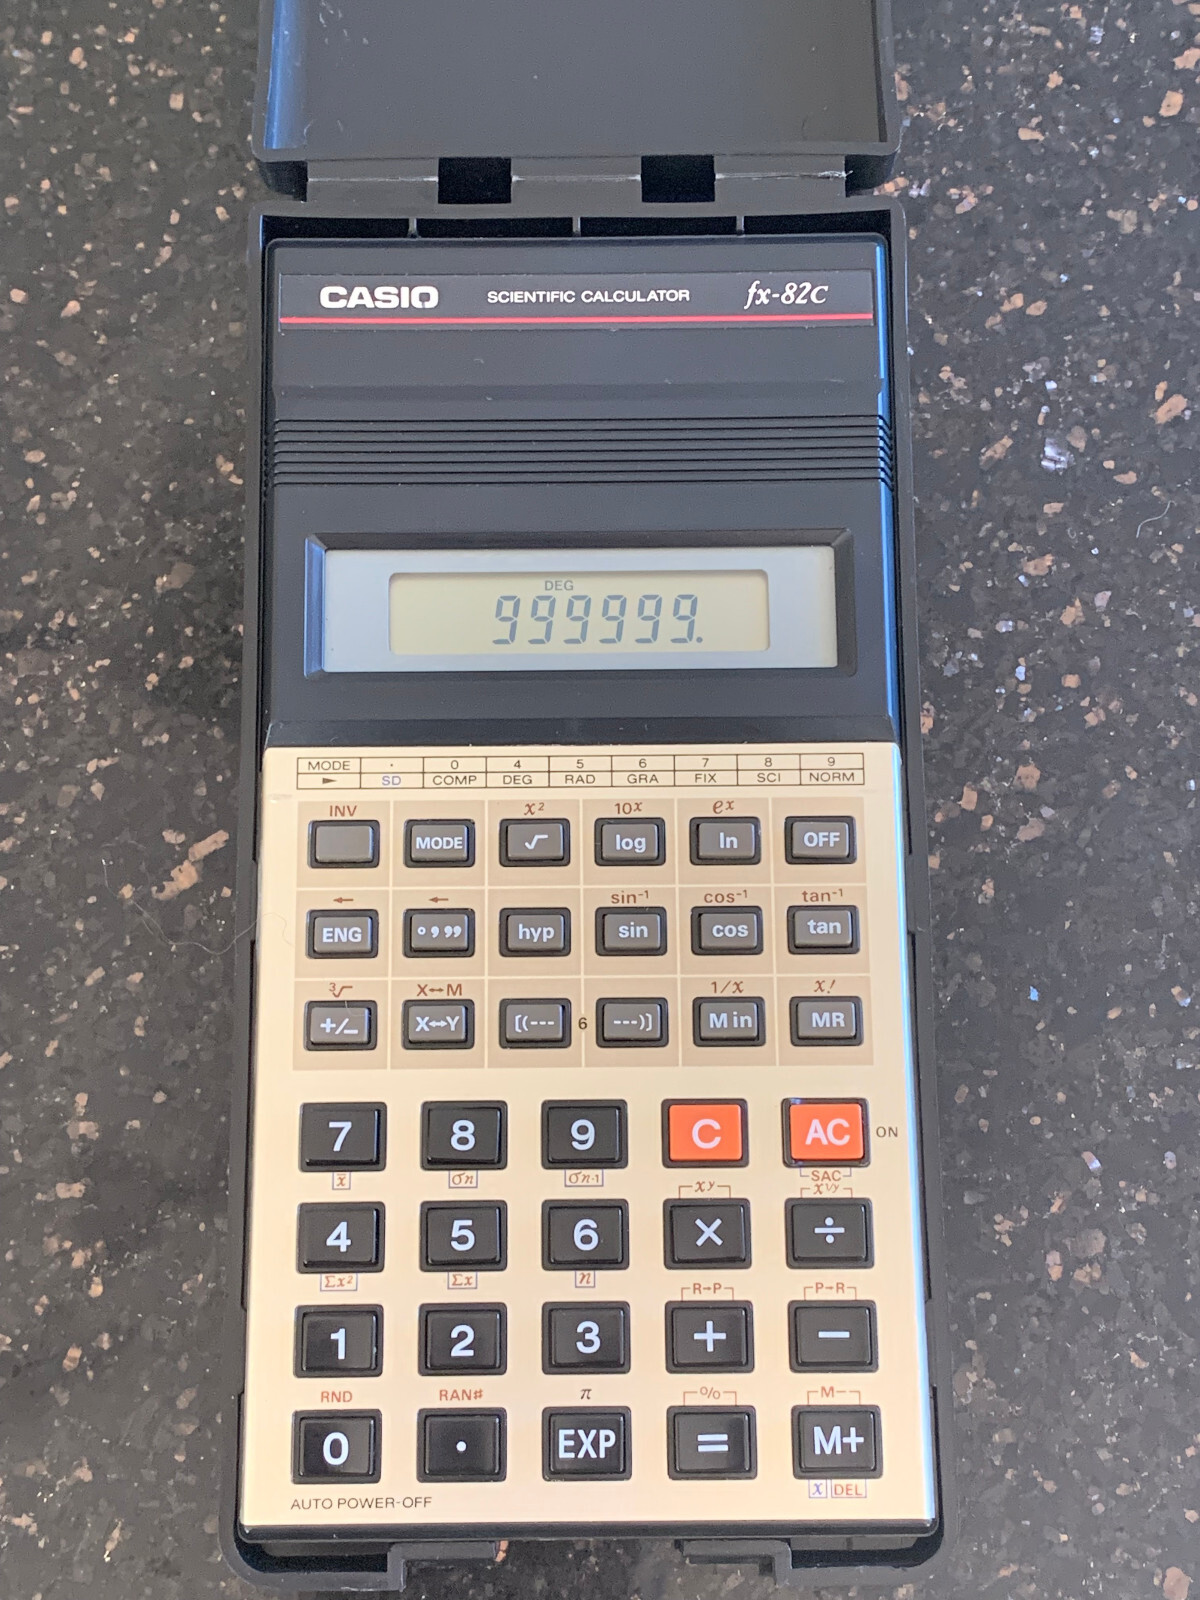 CASIO SCIENTIFIC CALCULATOR fx-82C
DEG
999999.
MODE · 0 4 5 6 7 8 9
► SD COMP DEG RAD GRA FIX SCI NORM
INV x² 10ˣ eˣ
MODE √ log ln OFF
← ← sin⁻¹ cos⁻¹ tan⁻¹
ENG ° , ,, hyp sin cos tan
³√ X↔M 1/x x!
+/− X↔Y [(--- 6 ---)] Min MR
7 8 9 C AC ON
x̄ σn σn-1 SAC
xʸ x¹/ʸ
4 5 6 × ÷
Σx² Σx n R→P P→R
1 2 3 + −
RND RAN# π % M−
0 · EXP = M+
x DEL
AUTO POWER-OFF